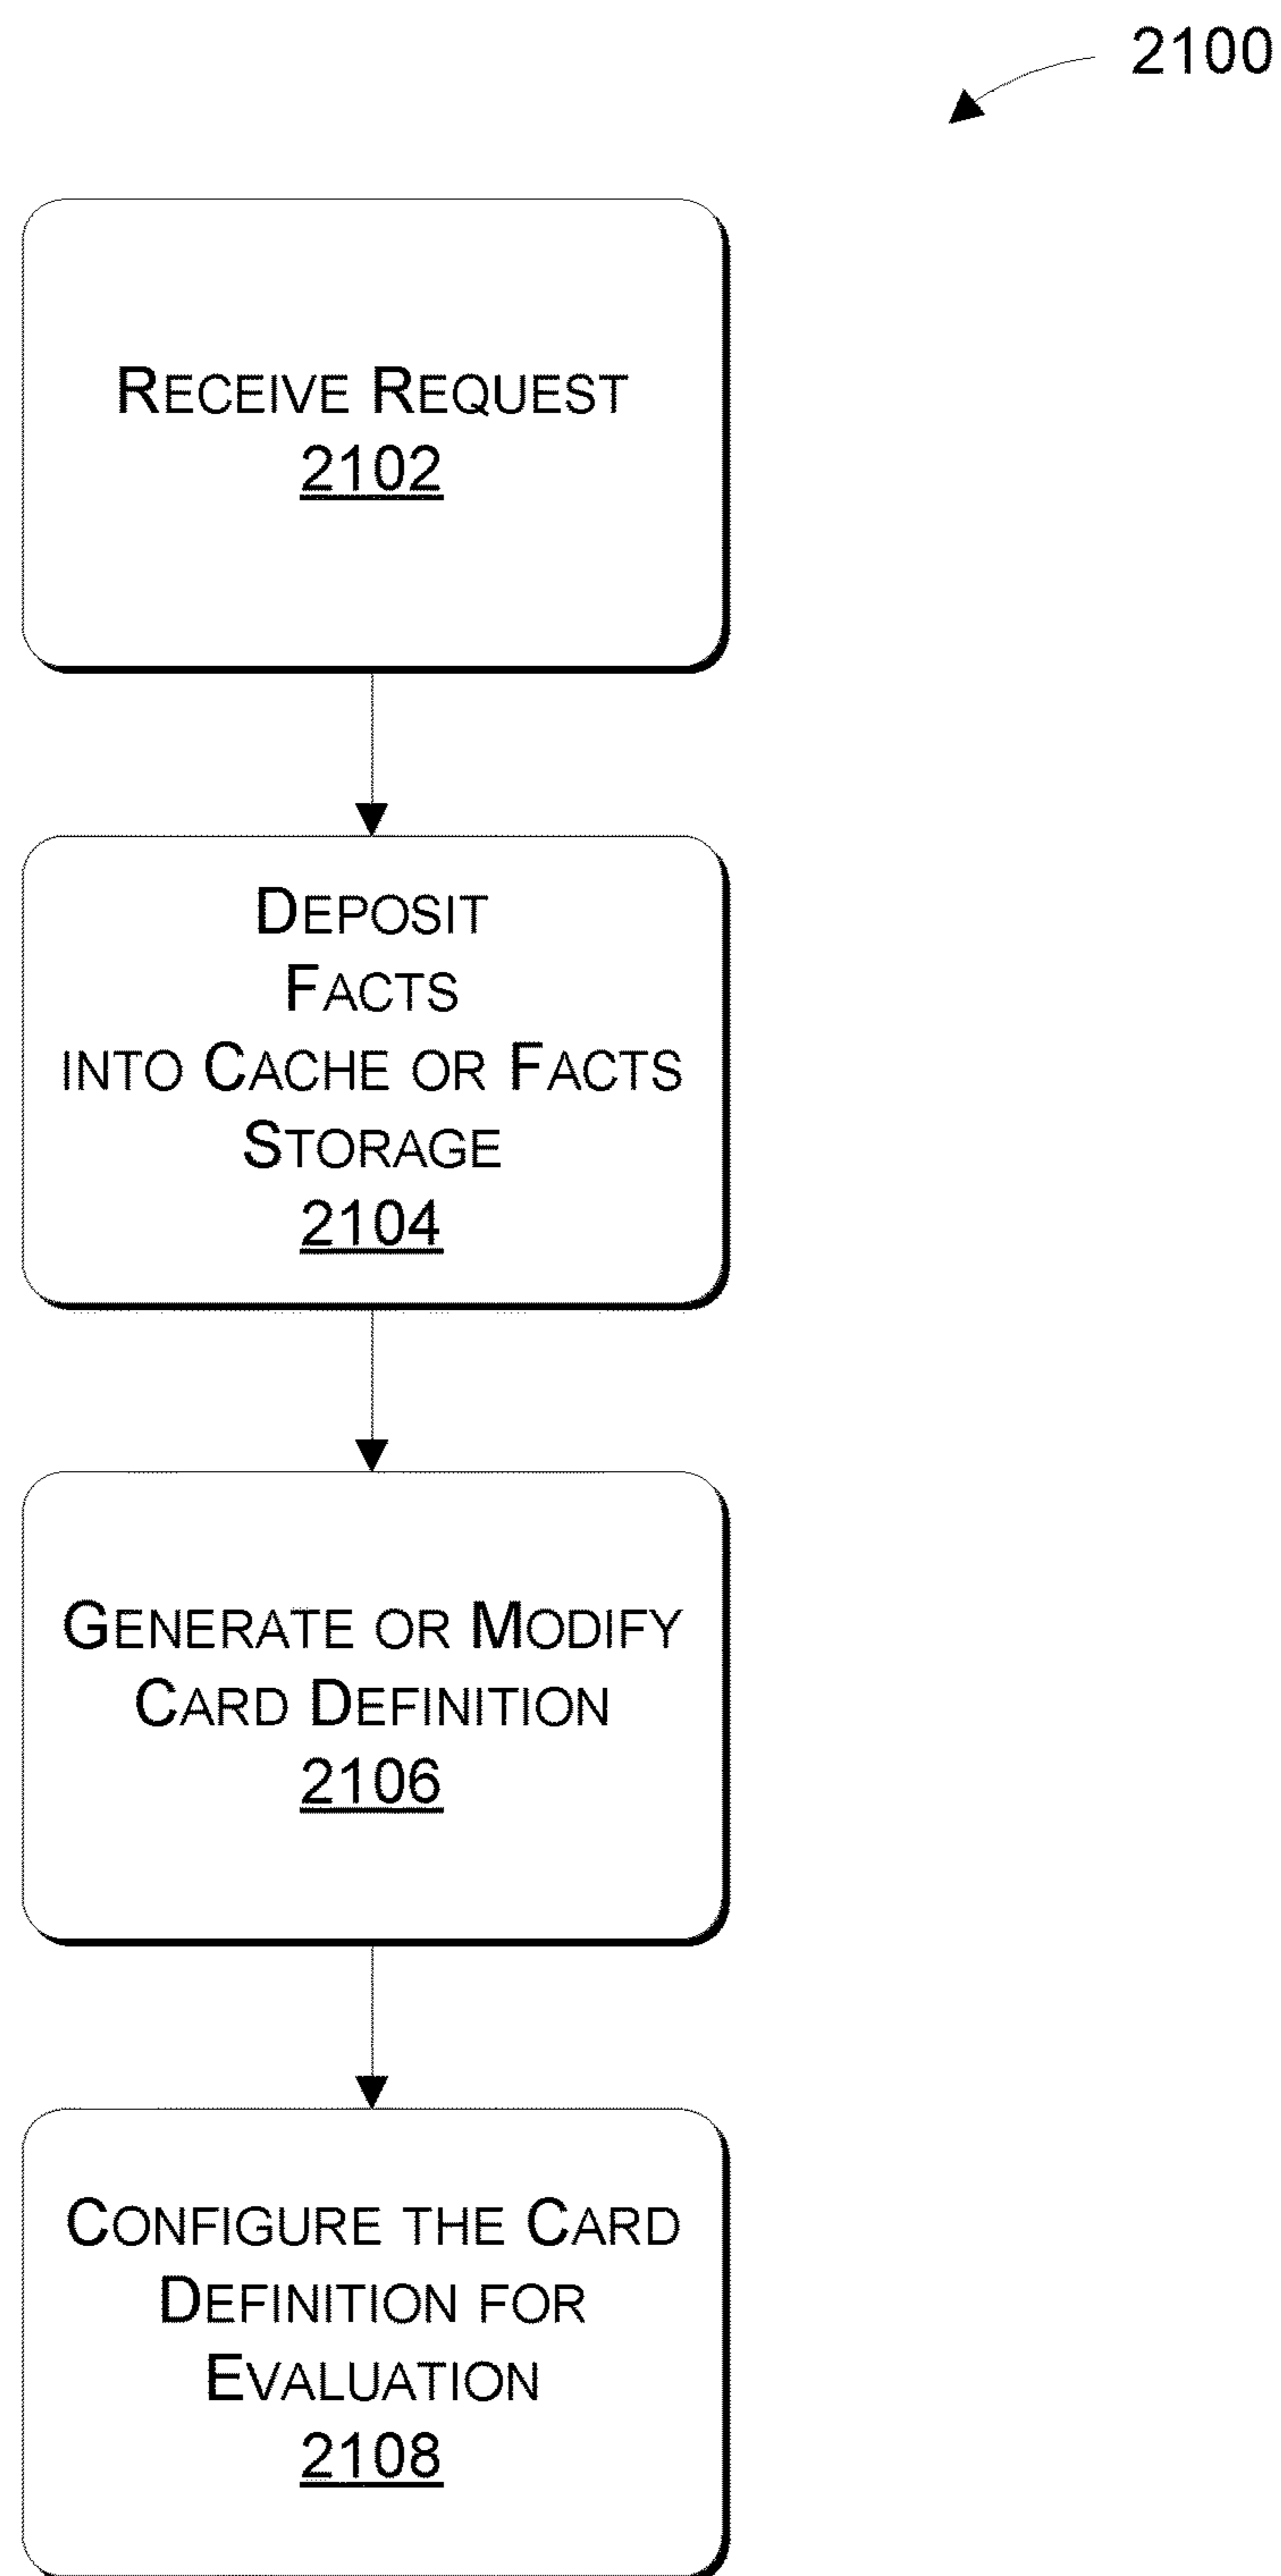 2100
RECEIVE REQUEST
2102
DEPOSIT
FACTS
INTO CACHE OR FACTS
STORAGE
2104
GENERATE OR MODIFY
CARD DEFINITION
2106
CONFIGURE THE CARD
DEFINITION FOR
EVALUATION
2108